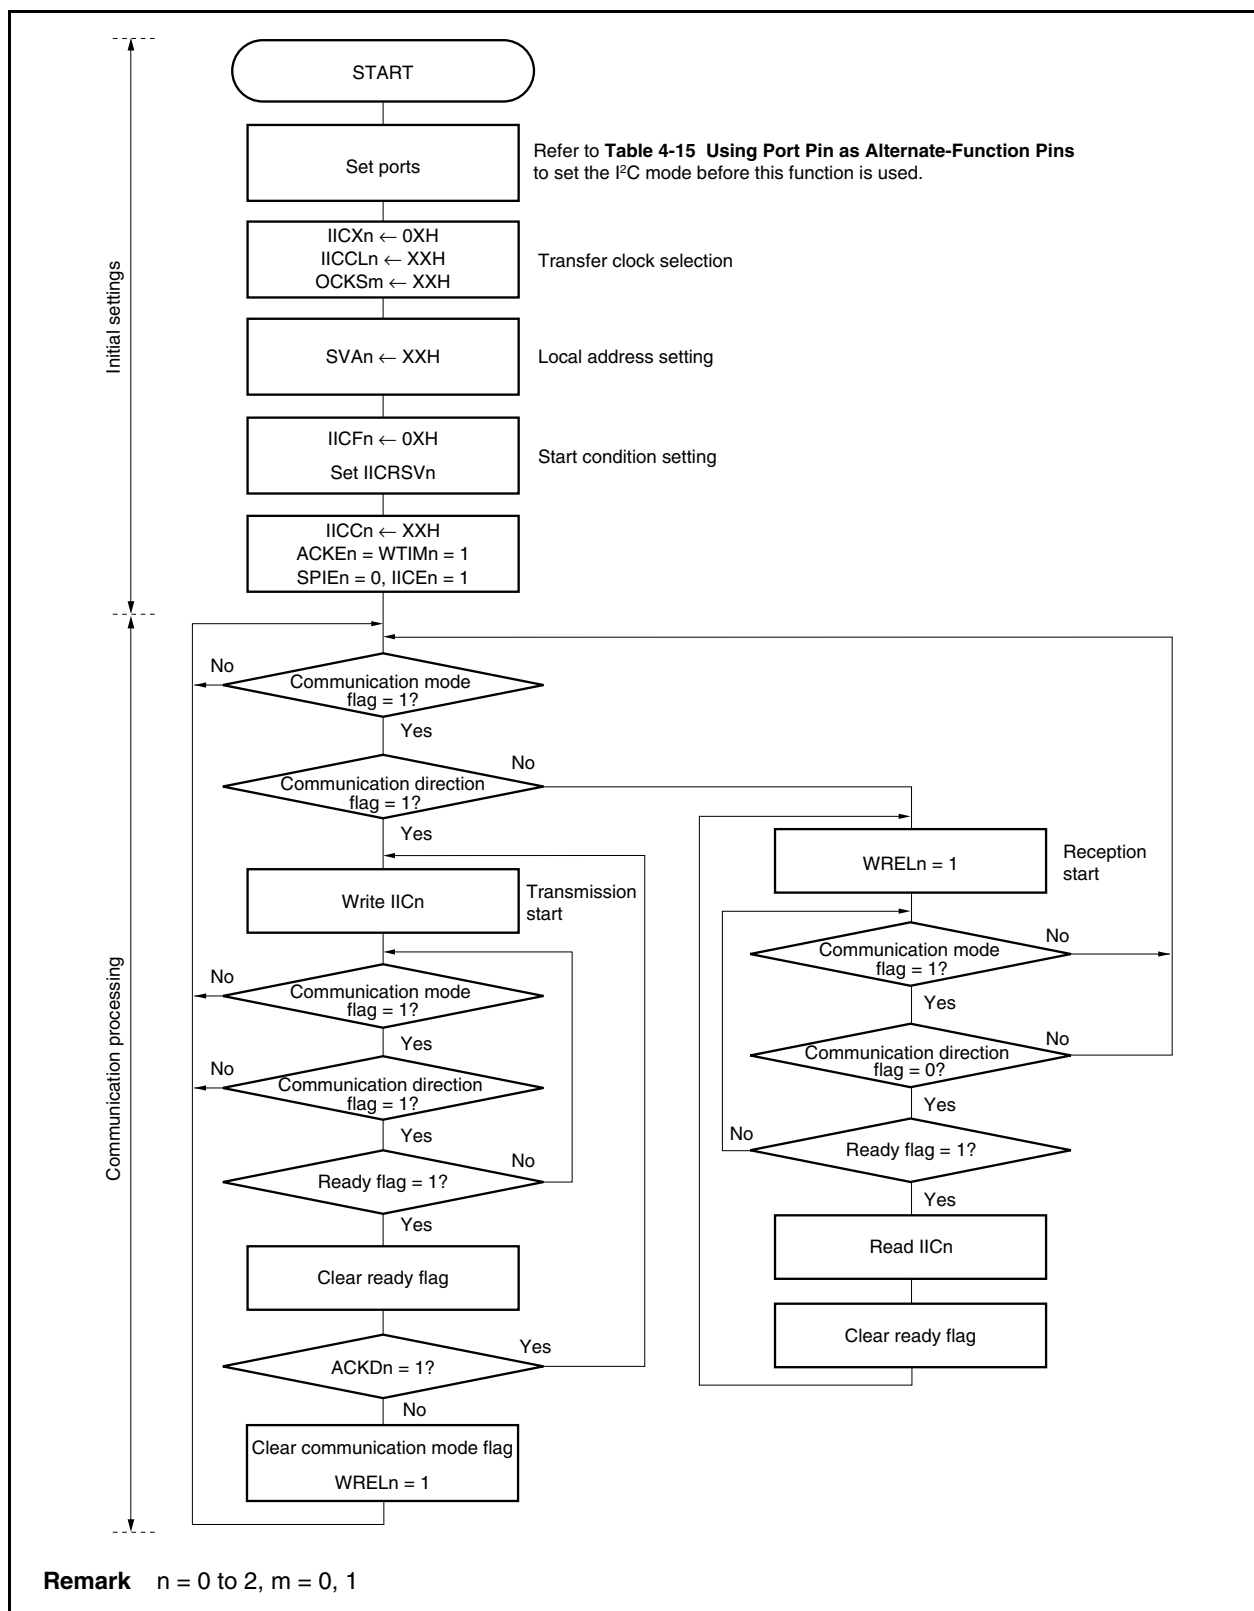 START
Set ports
Refer to Table 4-15 Using Port Pin as Alternate-Function Pins
to set the I²C mode before this function is used.
IICXn ← 0XH
IICCLn ← XXH
OCKSm ← XXH
Transfer clock selection
SVAn ← XXH
Local address setting
IICFn ← 0XH
Set IICRSVn
Start condition setting
IICCn ← XXH
ACKEn = WTIMn = 1
SPIEn = 0, IICEn = 1
Initial settings
No
Communication mode
flag = 1?
Yes
Communication direction
flag = 1?
No
Yes
Write IICn
Transmission
start
No
Communication mode
flag = 1?
Yes
No
Communication direction
flag = 1?
Yes
Ready flag = 1?
No
Yes
Clear ready flag
ACKDn = 1?
Yes
No
Clear communication mode flag
WRELn = 1
WRELn = 1
Reception
start
Communication mode
flag = 1?
No
Yes
Communication direction
flag = 0?
No
Yes
No
Ready flag = 1?
Yes
Read IICn
Clear ready flag
Communication processing
Remark n = 0 to 2, m = 0, 1